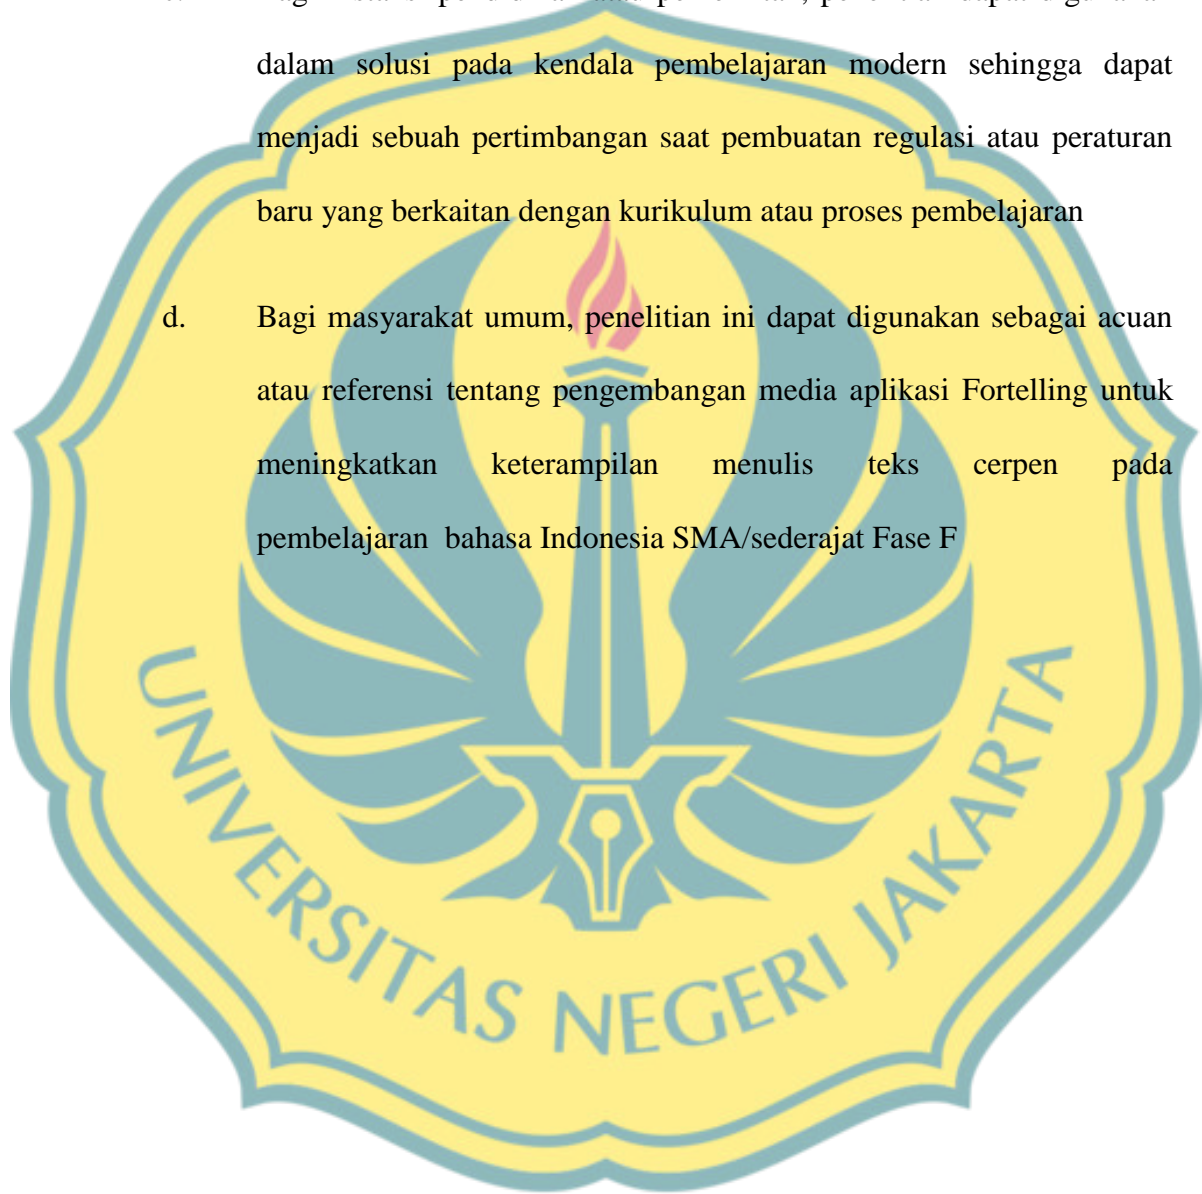 dalam solusi pada kendala pembelajaran modern sehingga dapat
menjadi sebuah pertimbangan saat pembuatan regulasi atau peraturan
baru yang berkaitan dengan kurikulum atau proses pembelajaran
d. Bagi masyarakat umum, penelitian ini dapat digunakan sebagai acuan
atau referensi tentang pengembangan media aplikasi Fortelling untuk
meningkatkan keterampilan menulis teks cerpen pada
pembelajaran bahasa Indonesia SMA/sederajat Fase F
UNIVERSITAS NEGERI JAKARTA